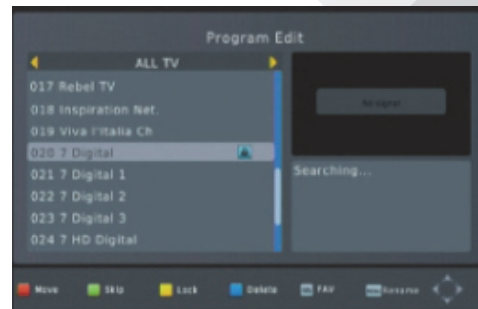 Program Edit
ALL TV
017 Rebel TV
018 Inspiration Net.
019 Viva l'Italia Ch
020 7 Digital
021 7 Digital 1
022 7 Digital 2
023 7 Digital 3
024 7 HD Digital
No signal
Searching...
Move Skip Lock Delete FAV Rename